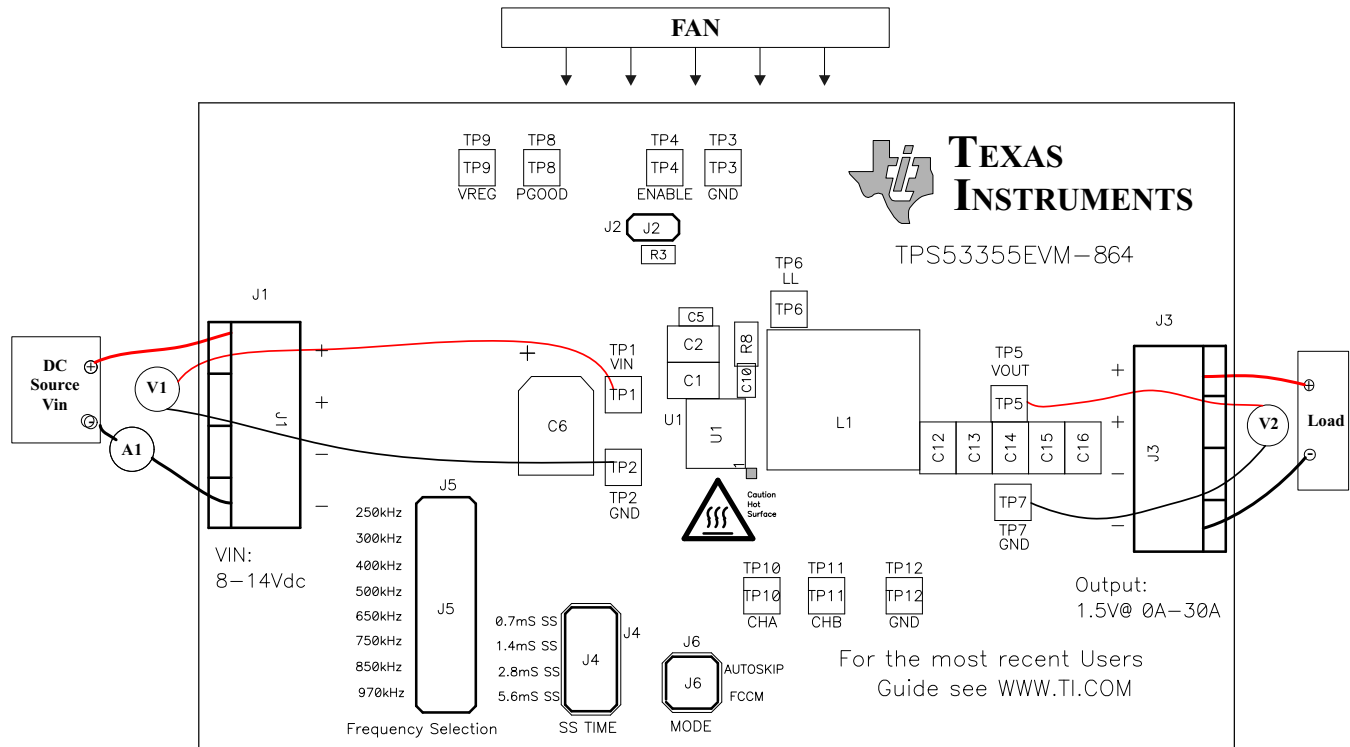 FAN
TP9 TP8 TP4 TP3
TP9 TP8 TP4 TP3
VREG PGOOD ENABLE GND
TEXAS
INSTRUMENTS
J2 J2
R3
TPS53355EVM-864
TP6
LL
TP6
J1
C5
C2
R8
C1
C10
J3
DC
Source
Vin
+
-
V1
A1
+
+
-
-
J1
+
C6
TP1
VIN
TP1
TP2
TP2
GND
U1
U1
1
L1
TP5
VOUT
TP5
C12 C13 C14 C15 C16
TP7
TP7
GND
+
+
-
-
J3
V2
+
-
Load
Caution
Hot
Surface
VIN:
8-14Vdc
J5
J5
250kHz
300kHz
400kHz
500kHz
650kHz
750kHz
850kHz
970kHz
Frequency Selection
0.7mS SS
1.4mS SS
2.8mS SS
5.6mS SS
J4
J4
SS TIME
J6
J6
AUTOSKIP
FCCM
MODE
TP10 TP11 TP12
TP10 TP11 TP12
CHA CHB GND
Output:
1.5V@ 0A-30A
For the most recent Users
Guide see WWW.TI.COM